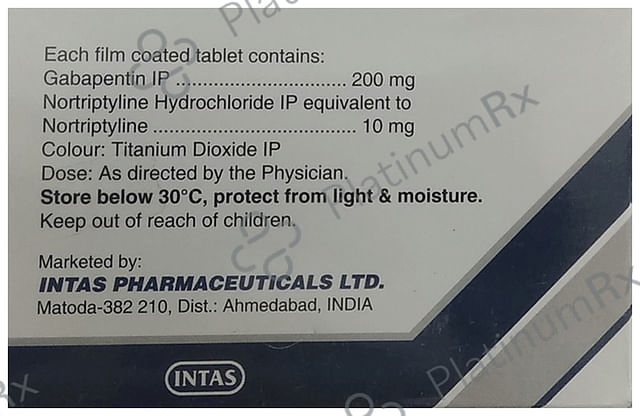 Each film coated tablet contains:
Gabapentin IP .................................. 200 mg
Nortriptyline Hydrochloride IP equivalent to
Nortriptyline ......................................... 10 mg
Colour: Titanium Dioxide IP
Dose: As directed by the Physician.
Store below 30°C, protect from light & moisture.
Keep out of reach of children.
Marketed by:
INTAS PHARMACEUTICALS LTD.
Matoda-382 210, Dist.: Ahmedabad, INDIA
INTAS
PlatinumRx
PlatinumRx